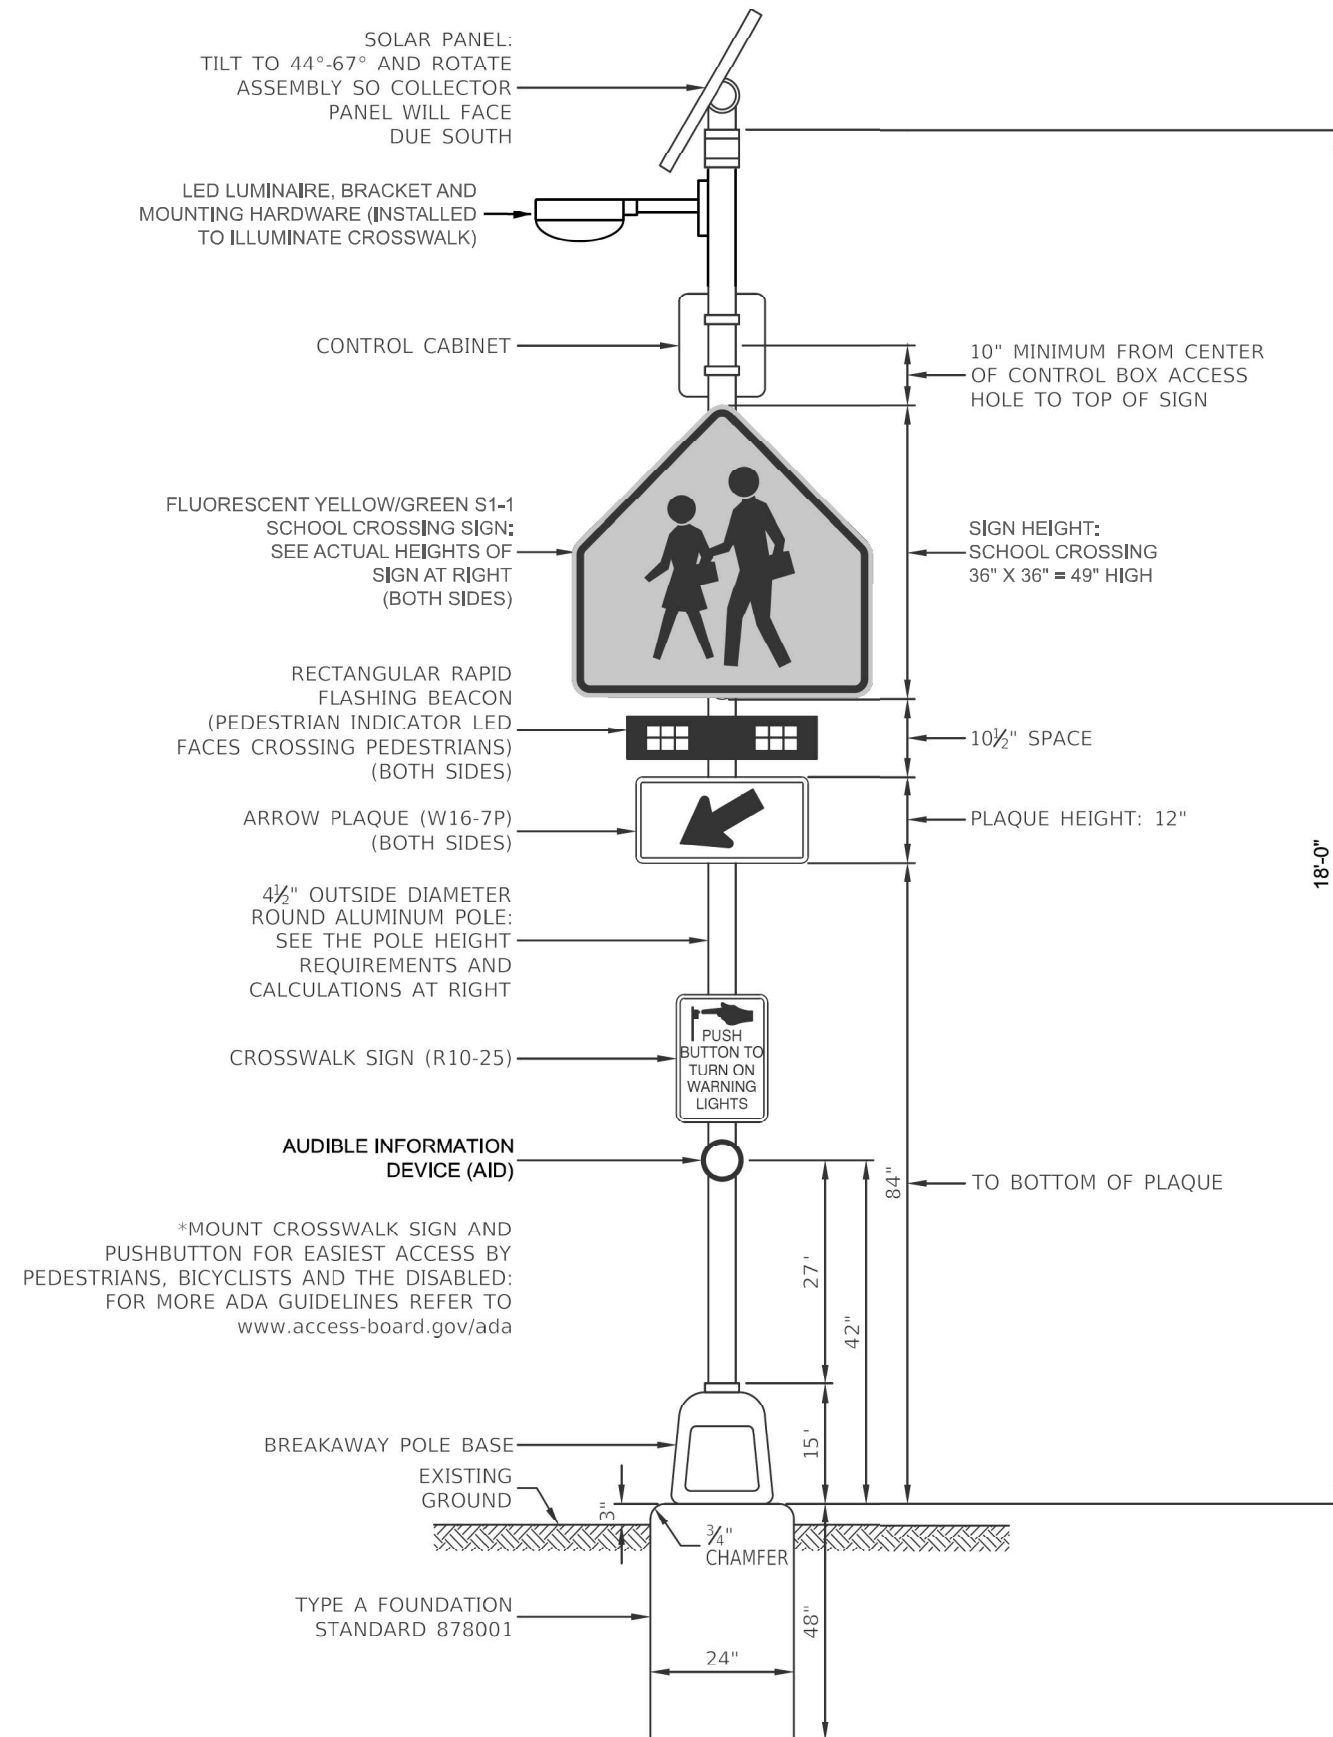 SOLAR PANEL:
TILT TO 44°-67° AND ROTATE
ASSEMBLY SO COLLECTOR
PANEL WILL FACE
DUE SOUTH
LED LUMINAIRE, BRACKET AND
MOUNTING HARDWARE (INSTALLED
TO ILLUMINATE CROSSWALK)
CONTROL CABINET
10" MINIMUM FROM CENTER
OF CONTROL BOX ACCESS
HOLE TO TOP OF SIGN
FLUORESCENT YELLOW/GREEN S1-1
SCHOOL CROSSING SIGN:
SEE ACTUAL HEIGHTS OF
SIGN AT RIGHT
(BOTH SIDES)
SIGN HEIGHT:
SCHOOL CROSSING
36" X 36" = 49" HIGH
RECTANGULAR RAPID
FLASHING BEACON
(PEDESTRIAN INDICATOR LED
FACES CROSSING PEDESTRIANS)
(BOTH SIDES)
10½" SPACE
ARROW PLAQUE (W16-7P)
(BOTH SIDES)
PLAQUE HEIGHT: 12"
18'-0"
4½" OUTSIDE DIAMETER
ROUND ALUMINUM POLE:
SEE THE POLE HEIGHT
REQUIREMENTS AND
CALCULATIONS AT RIGHT
CROSSWALK SIGN (R10-25)
PUSH
BUTTON TO
TURN ON
WARNING
LIGHTS
AUDIBLE INFORMATION
DEVICE (AID)
84"
TO BOTTOM OF PLAQUE
*MOUNT CROSSWALK SIGN AND
PUSHBUTTON FOR EASIEST ACCESS BY
PEDESTRIANS, BICYCLISTS AND THE DISABLED:
FOR MORE ADA GUIDELINES REFER TO
www.access-board.gov/ada
27'
42"
15'
BREAKAWAY POLE BASE
EXISTING
GROUND
3"
¾"
CHAMFER
TYPE A FOUNDATION
STANDARD 878001
48"
24"